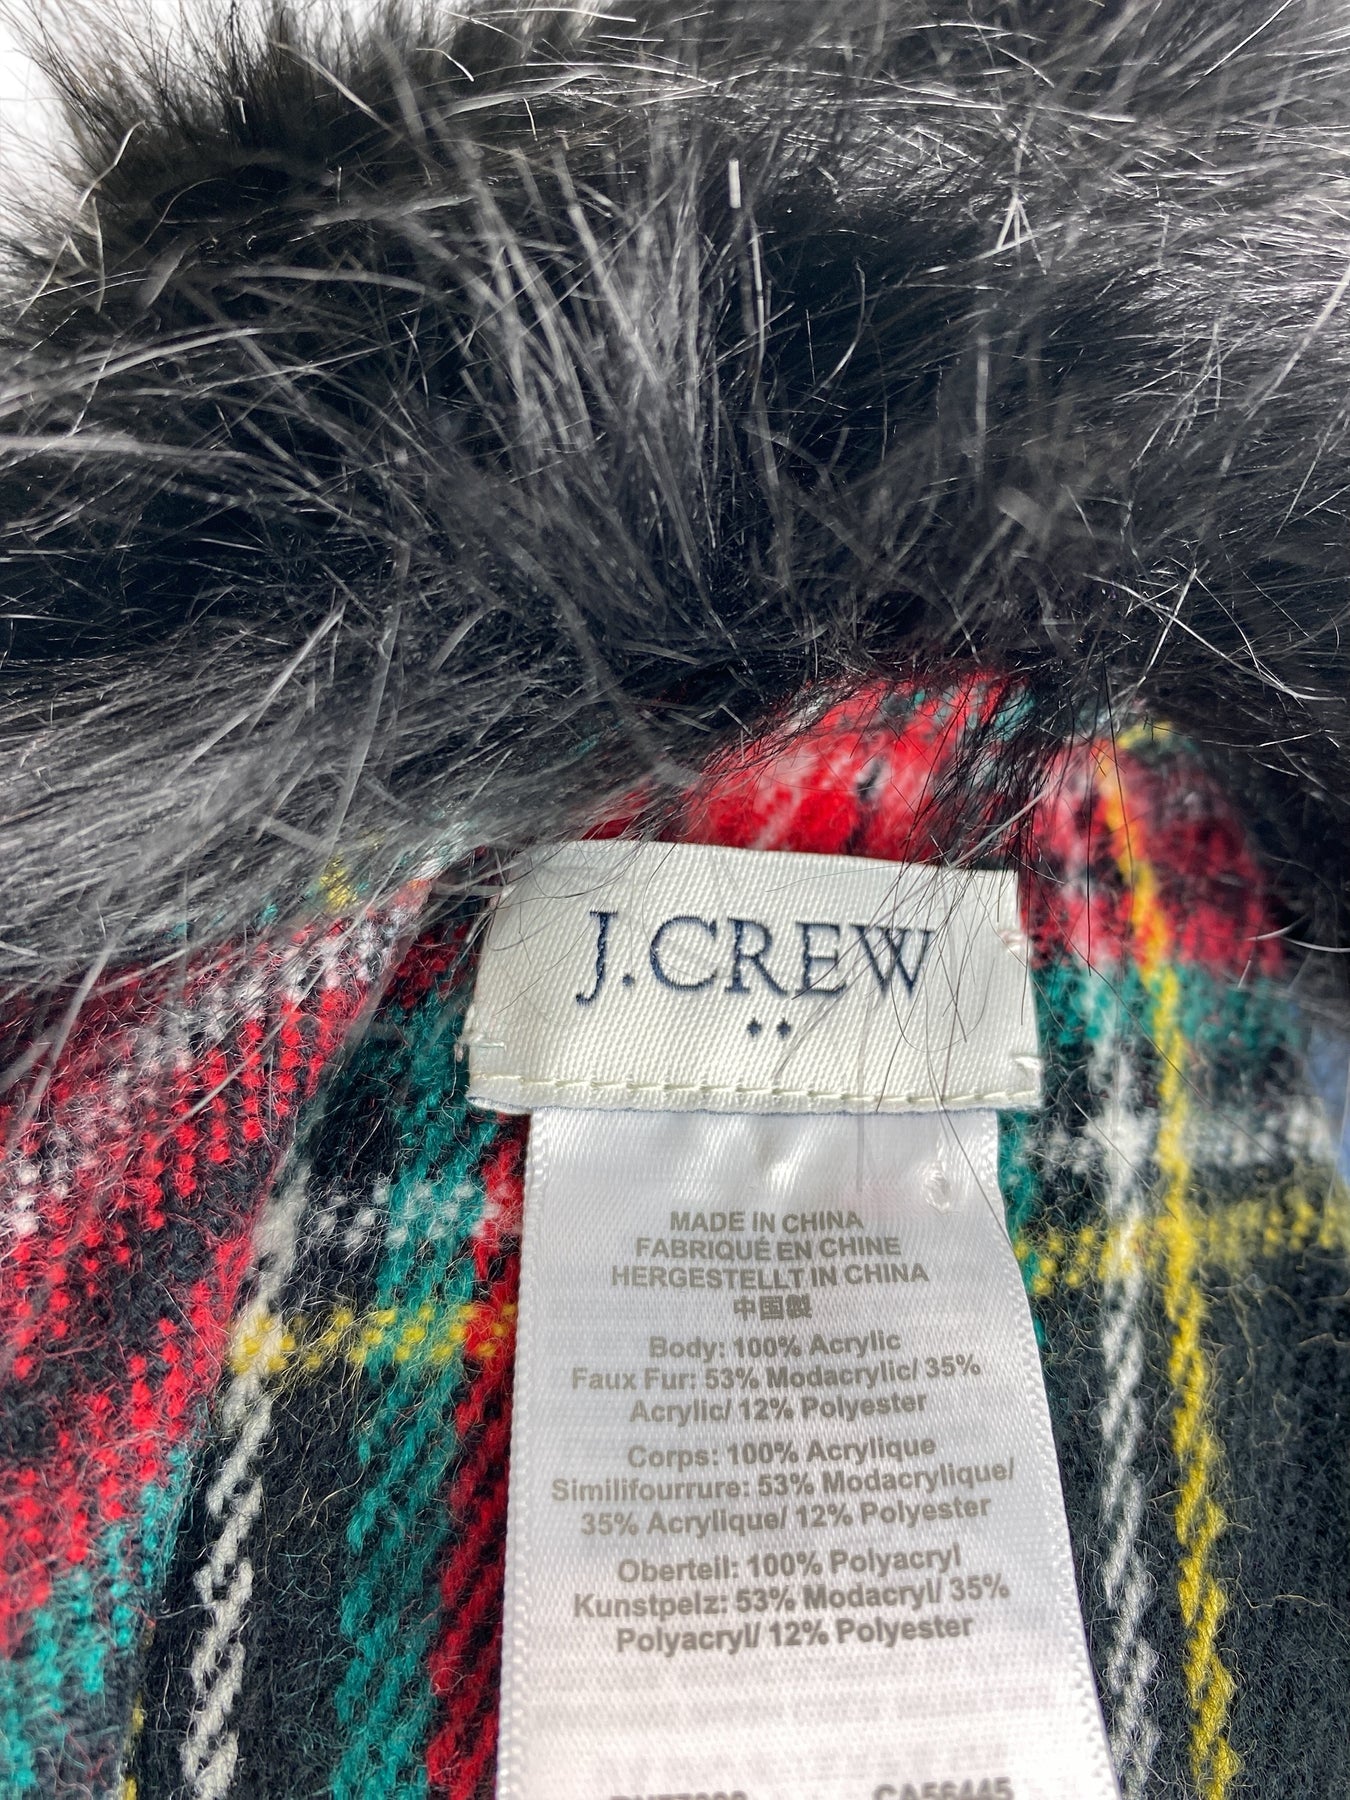 J.CREW
MADE IN CHINA
FABRIQUÉ EN CHINE
HERGESTELLT IN CHINA
中国製
Body: 100% Acrylic
Faux Fur: 53% Modacrylic/ 35%
Acrylic/ 12% Polyester
Corps: 100% Acrylique
Similifourrure: 53% Modacrylique/
35% Acrylique/ 12% Polyester
Oberteil: 100% Polyacryl
Kunstpelz: 53% Modacryl/ 35%
Polyacryl/ 12% Polyester
CA56445